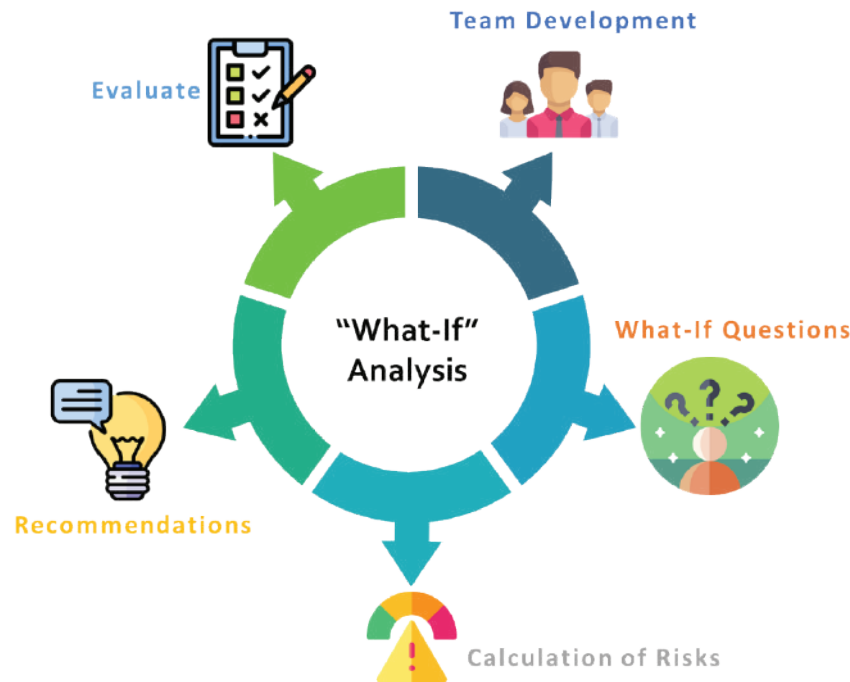 Team Development
Evaluate
What-If Questions
“What-If”
Analysis
Recommendations
Calculation of Risks